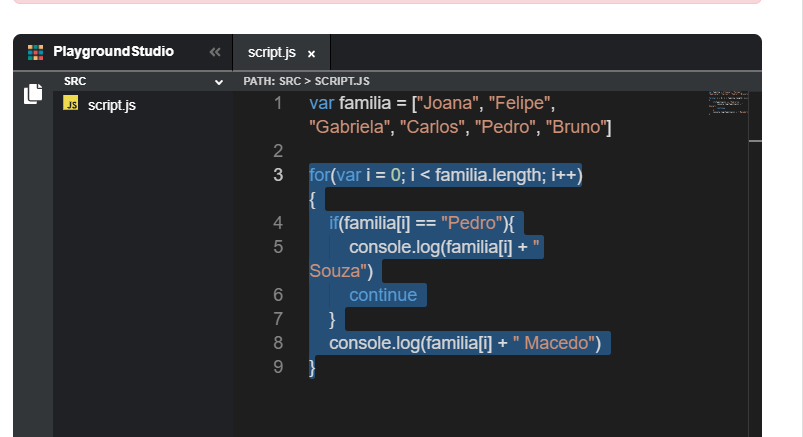 PlaygroundStudio
script.js ×
SRC
PATH: SRC > SCRIPT.JS
JS script.js
1 var familia = ["Joana", "Felipe",
"Gabriela", "Carlos", "Pedro", "Bruno"]
2
3 for(var i = 0; i < familia.length; i++)
{
4 if(familia[i] == "Pedro"){
5 console.log(familia[i] + "
Souza")
6 continue
7 }
8 console.log(familia[i] + " Macedo")
9 }